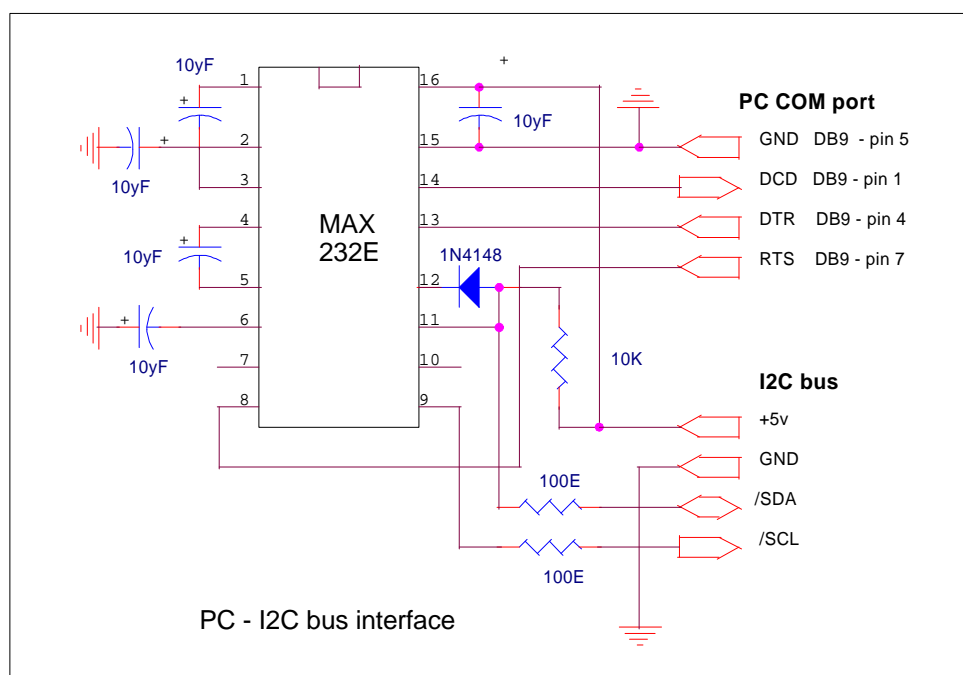 10yF
1
16
+
+
10yF
PC COM port
+
2
15
GND DB9 - pin 5
10yF
3
14
DCD DB9 - pin 1
4
MAX
232E
13
DTR DB9 - pin 4
+
10yF
1N4148
RTS DB9 - pin 7
5
12
+
6
11
10yF
10K
7
10
I2C bus
8
9
+5v
GND
100E
/SDA
/SCL
100E
PC - I2C bus interface